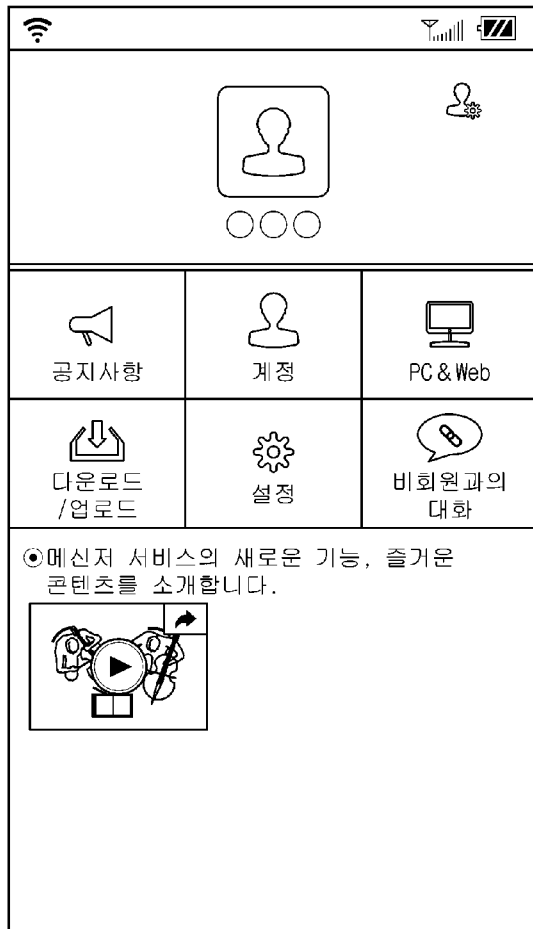 공지사항
계정
PC & Web
다운로드
/업로드
설정
비회원과의
대화
메신저 서비스의 새로운 기능, 즐거운
콘텐츠를 소개합니다.